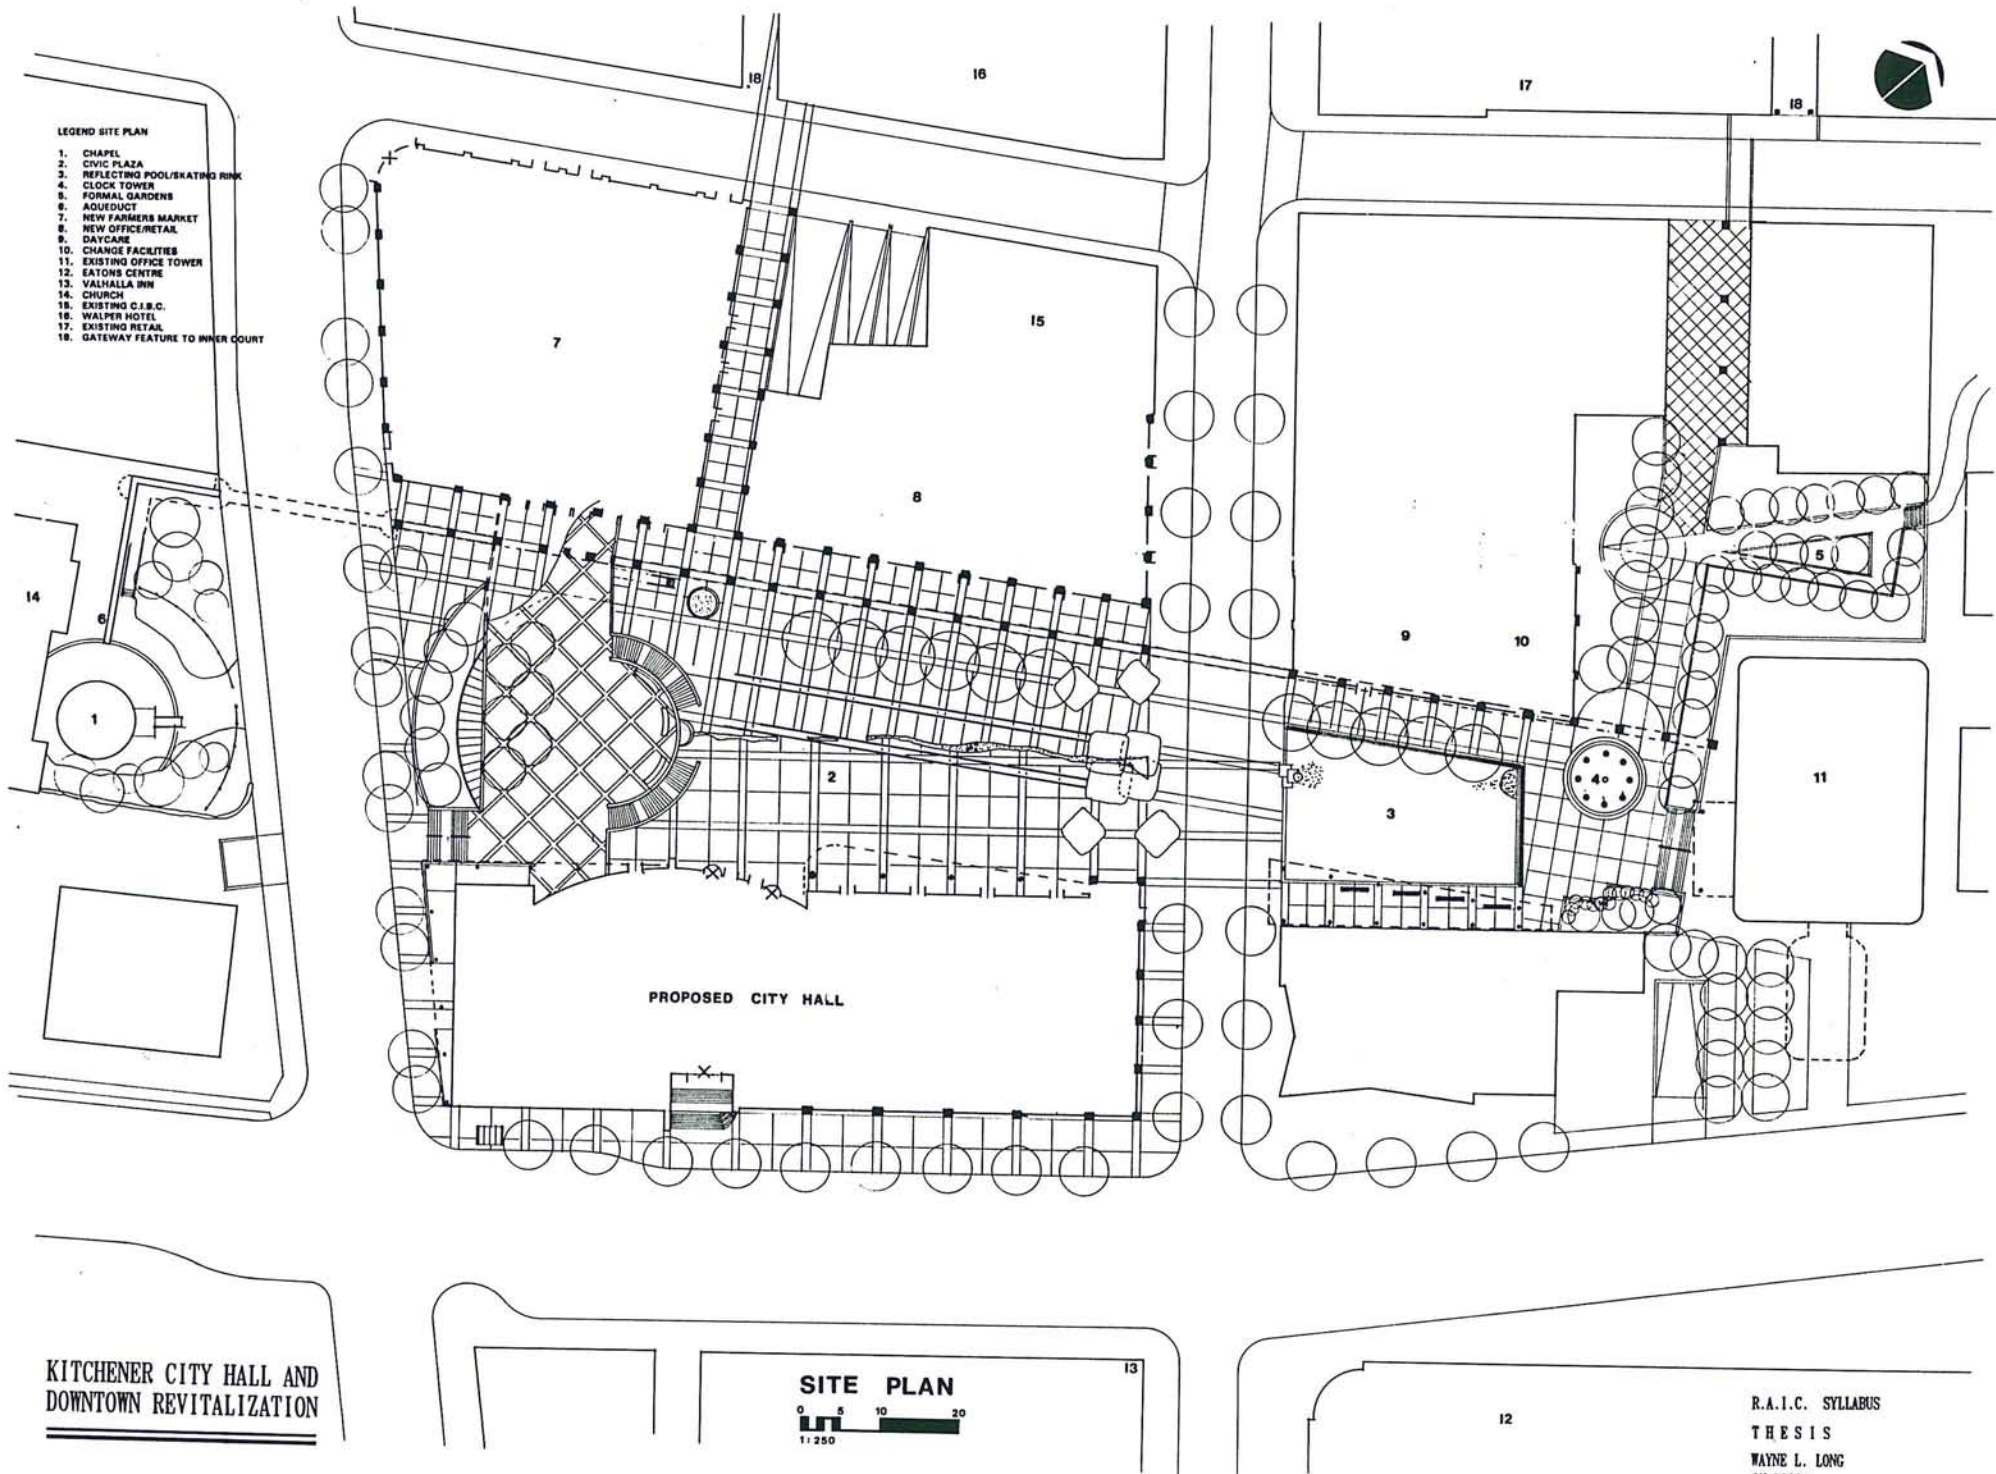 18
16
17
18
LEGEND SITE PLAN
1. CHAPEL
2. CIVIC PLAZA
3. REFLECTING POOL/SKATING RINK
4. CLOCK TOWER
5. FORMAL GARDENS
6. AQUEDUCT
7. NEW FARMERS MARKET
8. NEW OFFICE/RETAIL
9. DAYCARE
10. CHANGE FACILITIES
11. EXISTING OFFICE TOWER
12. EATONS CENTRE
13. VALHALLA INN
14. CHURCH
15. EXISTING C.I.B.C.
16. WALPER HOTEL
17. EXISTING RETAIL
18. GATEWAY FEATURE TO INNER COURT
7
15
8
5
14
6
9
10
1
2
3
4
11
PROPOSED CITY HALL
13
12
KITCHENER CITY HALL AND
DOWNTOWN REVITALIZATION
SITE PLAN
0 5 10 20
1:250
R.A.I.C. SYLLABUS
THESIS
WAYNE L. LONG